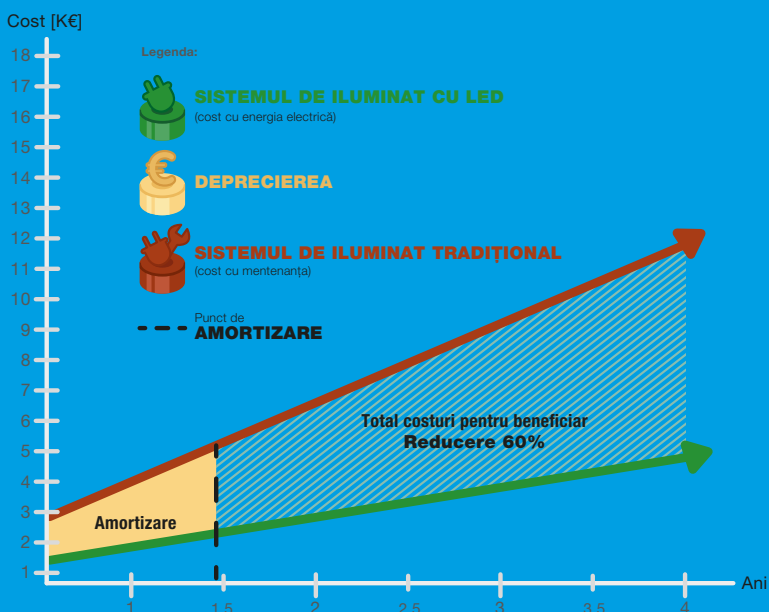 Cost [K€]
Legenda:
18
17
16
15
14
13
12
11
10
9
8
7
6
5
4
3
2
1
SISTEMUL DE ILUMINAT CU LED
(cost cu energia electrică)
€
DEPRECIEREA
SISTEMUL DE ILUMINAT TRADIȚIONAL
(cost cu mentenanța)
Punct de
AMORTIZARE
Total costuri pentru beneficiar
Reducere 60%
Amortizare
Ani
1 1.5 2 2.5 3 3.5 4